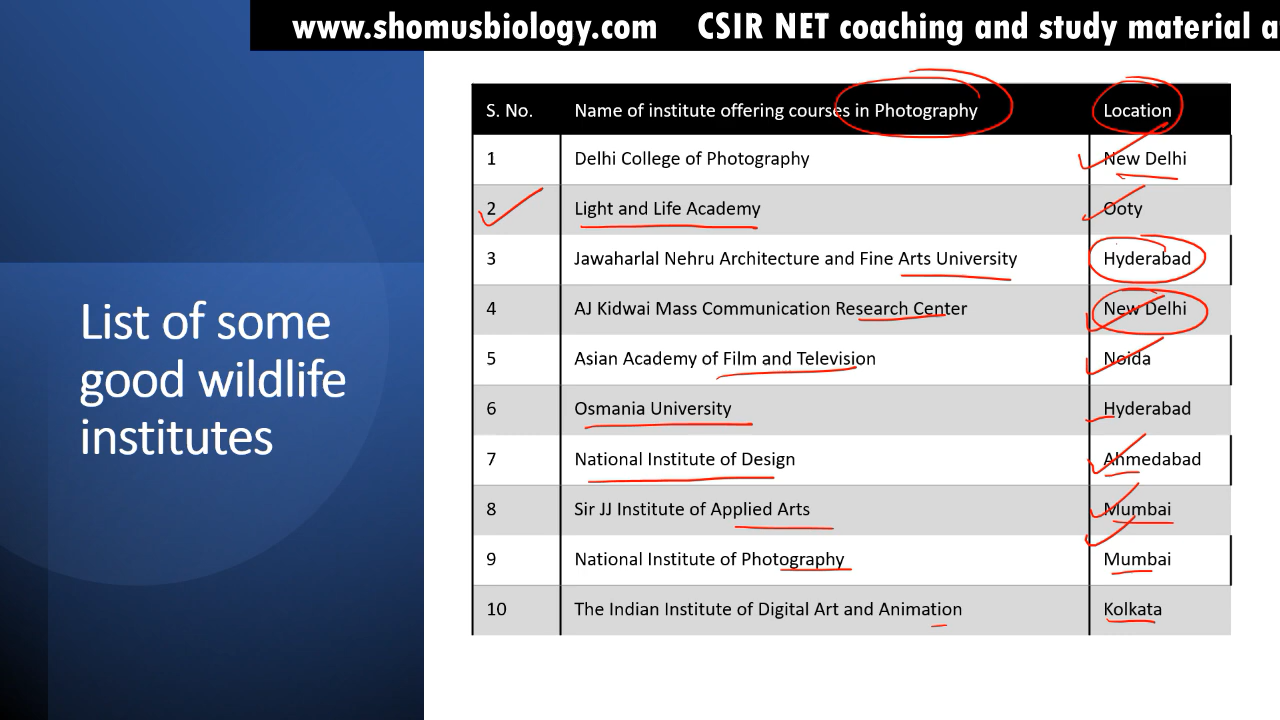 www.shomusbiology.com CSIR NET coaching and study material a
List of some
good wildlife
institutes
S. No. Name of institute offering courses in Photography Location
1 Delhi College of Photography New Delhi
2 Light and Life Academy Ooty
3 Jawaharlal Nehru Architecture and Fine Arts University Hyderabad
4 AJ Kidwai Mass Communication Research Center New Delhi
5 Asian Academy of Film and Television Noida
6 Osmania University Hyderabad
7 National Institute of Design Ahmedabad
8 Sir JJ Institute of Applied Arts Mumbai
9 National Institute of Photography Mumbai
10 The Indian Institute of Digital Art and Animation Kolkata